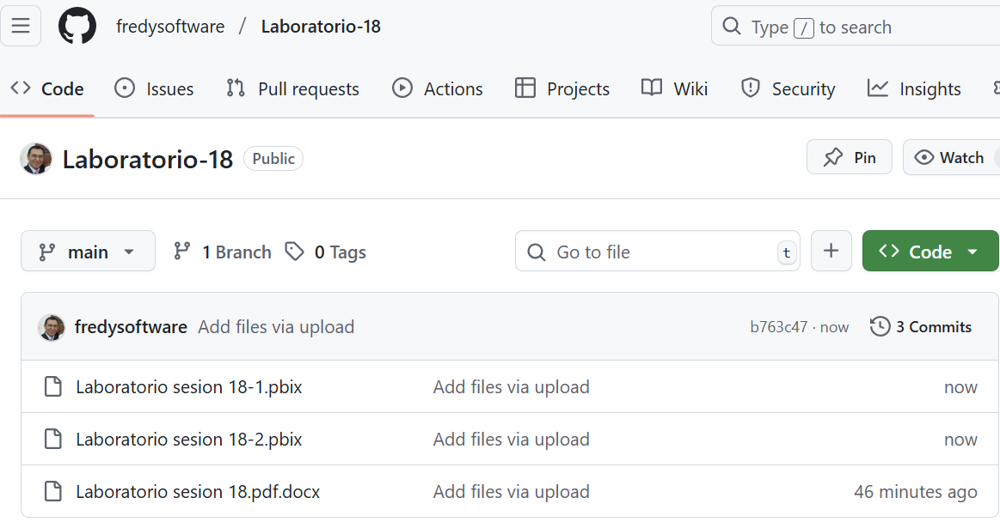 fredysoftware / Laboratorio-18
Type / to search
Code Issues Pull requests Actions Projects Wiki Security Insights
Laboratorio-18 Public
Pin Watch
main 1 Branch 0 Tags
Go to file t + Code
fredysoftware Add files via upload b763c47 · now 3 Commits
Laboratorio sesion 18-1.pbix Add files via upload now
Laboratorio sesion 18-2.pbix Add files via upload now
Laboratorio sesion 18.pdf.docx Add files via upload 46 minutes ago